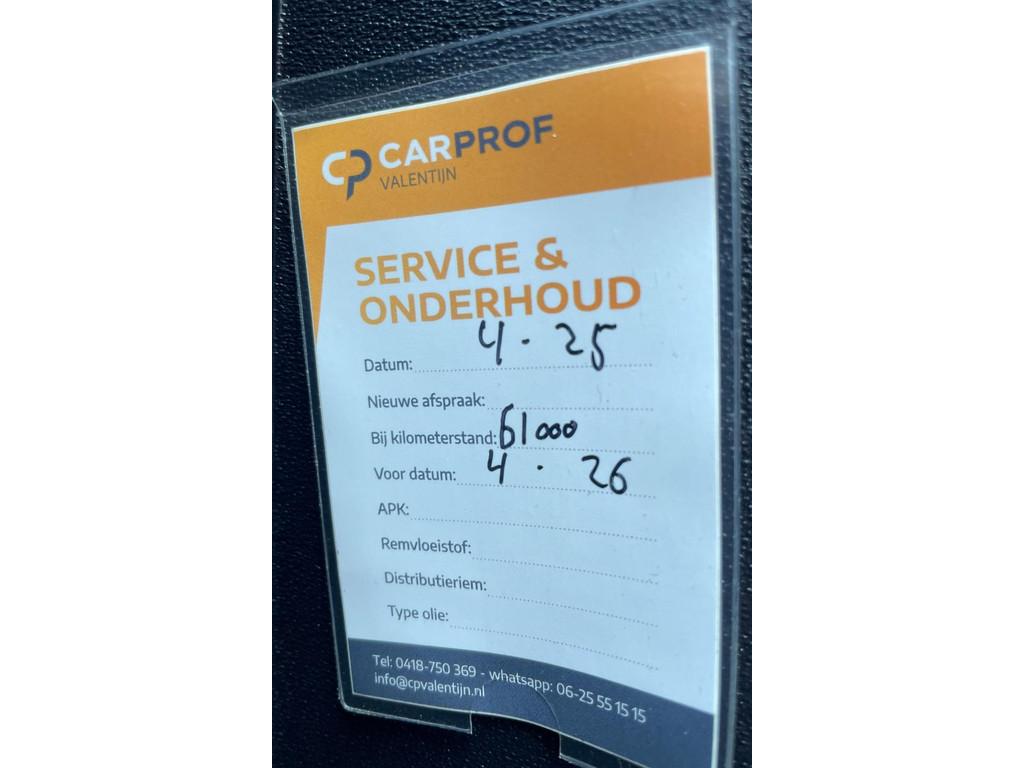 CP CARPROF
VALENTIJN
SERVICE &
ONDERHOUD
Datum: 4 · 25
Nieuwe afspraak:
Bij kilometerstand: 61000
Voor datum: 4 · 26
APK:
Remvloeistof:
Distributieriem:
Type olie:
Tel: 0418-750 369 - whatsapp: 06-25 55 15 15
info@cpvalentijn.nl